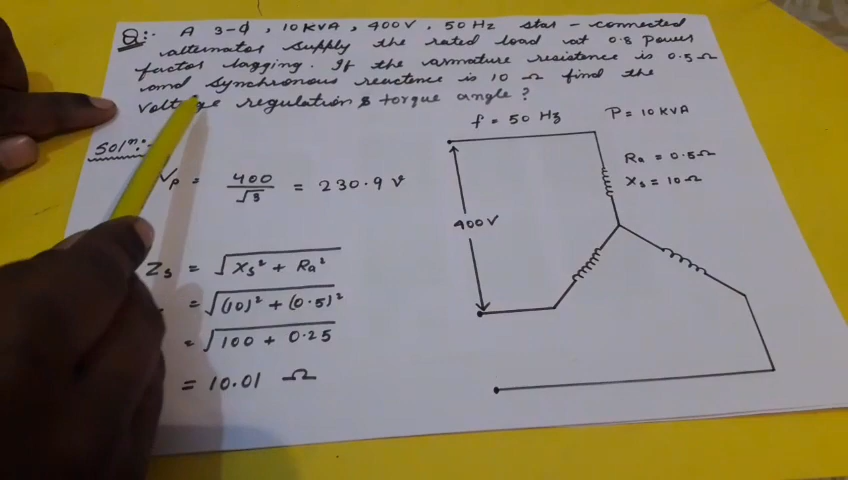 Q:- A 3-ϕ, 10 KVA, 400 V, 50 Hz star-connected
alternator supply the rated load at 0.8 Power
factor lagging. If the armature resistence is 0.5 Ω
and synchronous reactence is 10 Ω find the
voltage regulation & torque angle?
Solⁿ:-
f = 50 Hz
P = 10 KVA
Ra = 0.5 Ω
Xs = 10 Ω
400 V
Vp = 400/√3 = 230.9 V
Zs = √(Xs² + Ra²)
= √((10)² + (0.5)²)
= √(100 + 0.25)
= 10.01 Ω